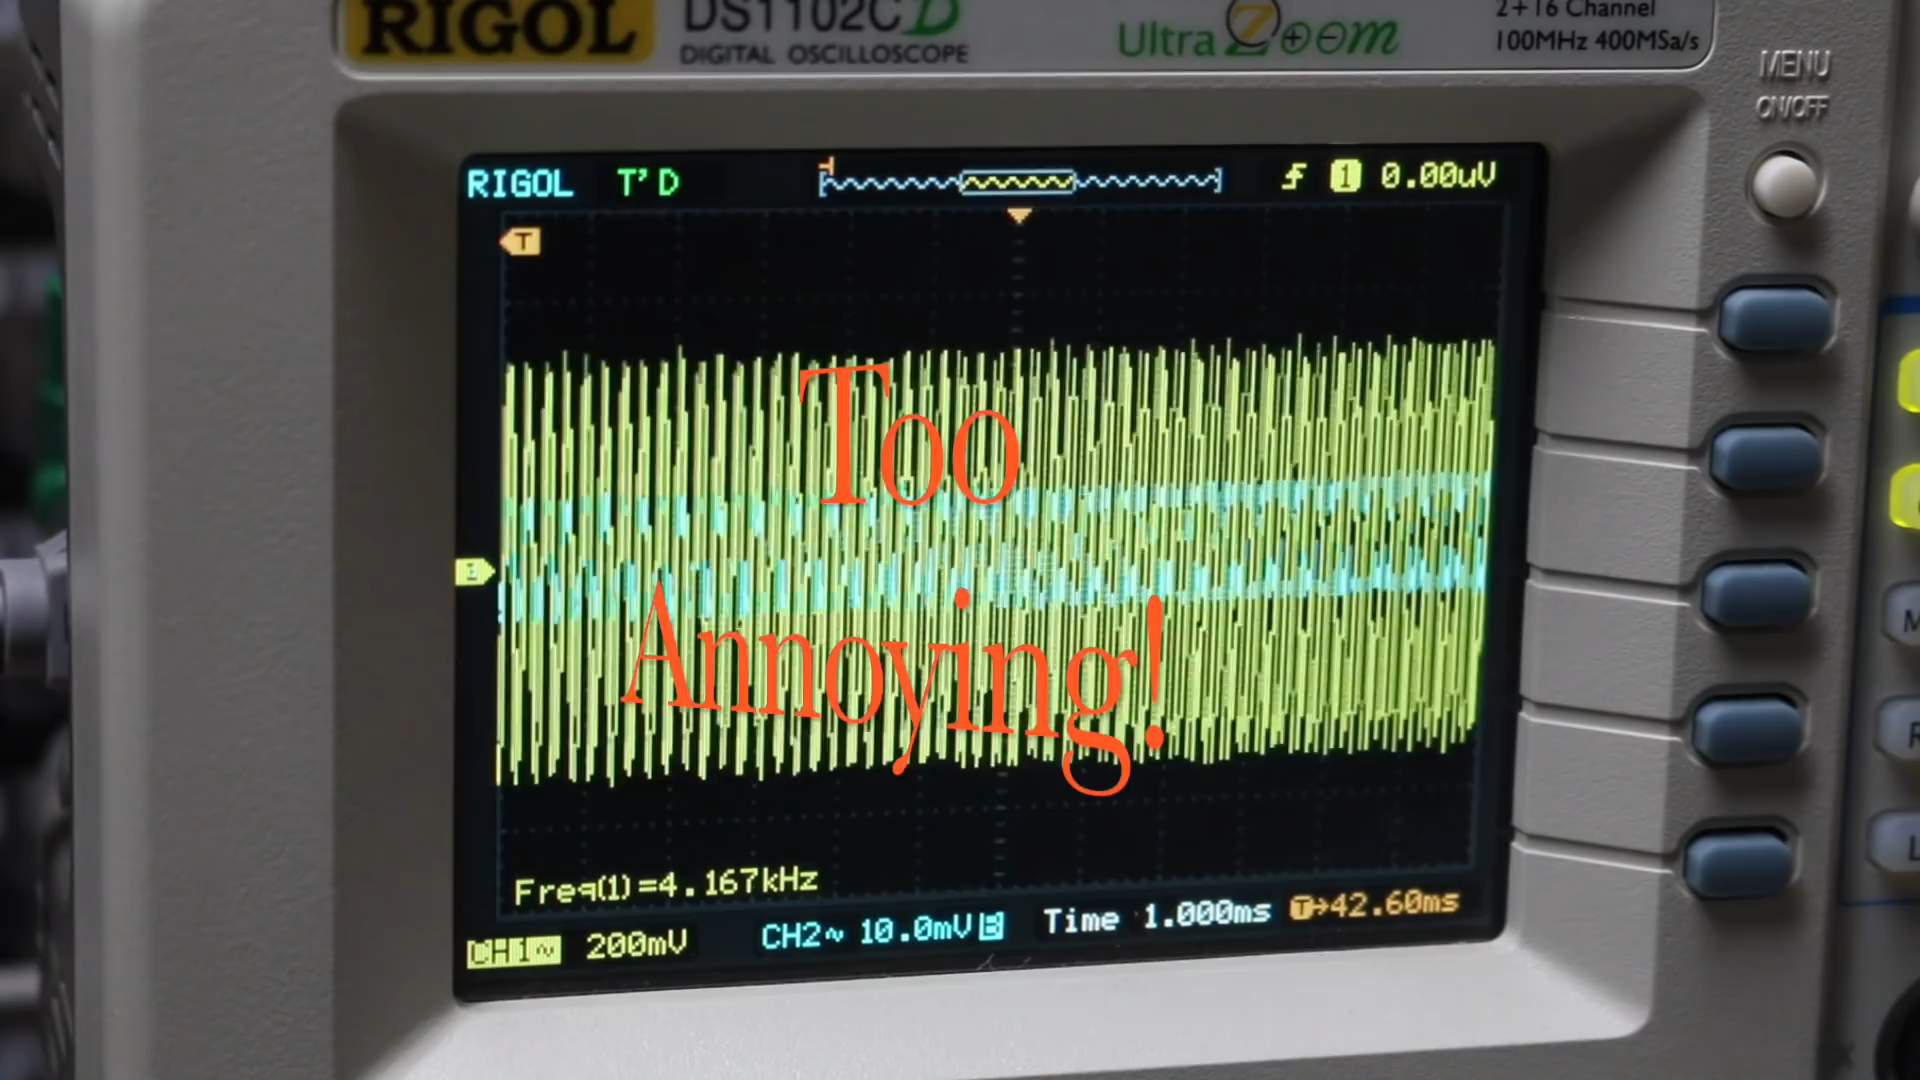 RIGOL
DS1102CD
DIGITAL OSCILLOSCOPE
UltraZoom
2+16 Channel
100MHz 400MSa/s
MENU
ON/OFF
RIGOL T'D 1 0.00uV
T
Too
Annoying!
Freq(1)=4.167kHz
CH1~ 200mV CH2~ 10.0mV B Time 1.000ms T→42.60ms